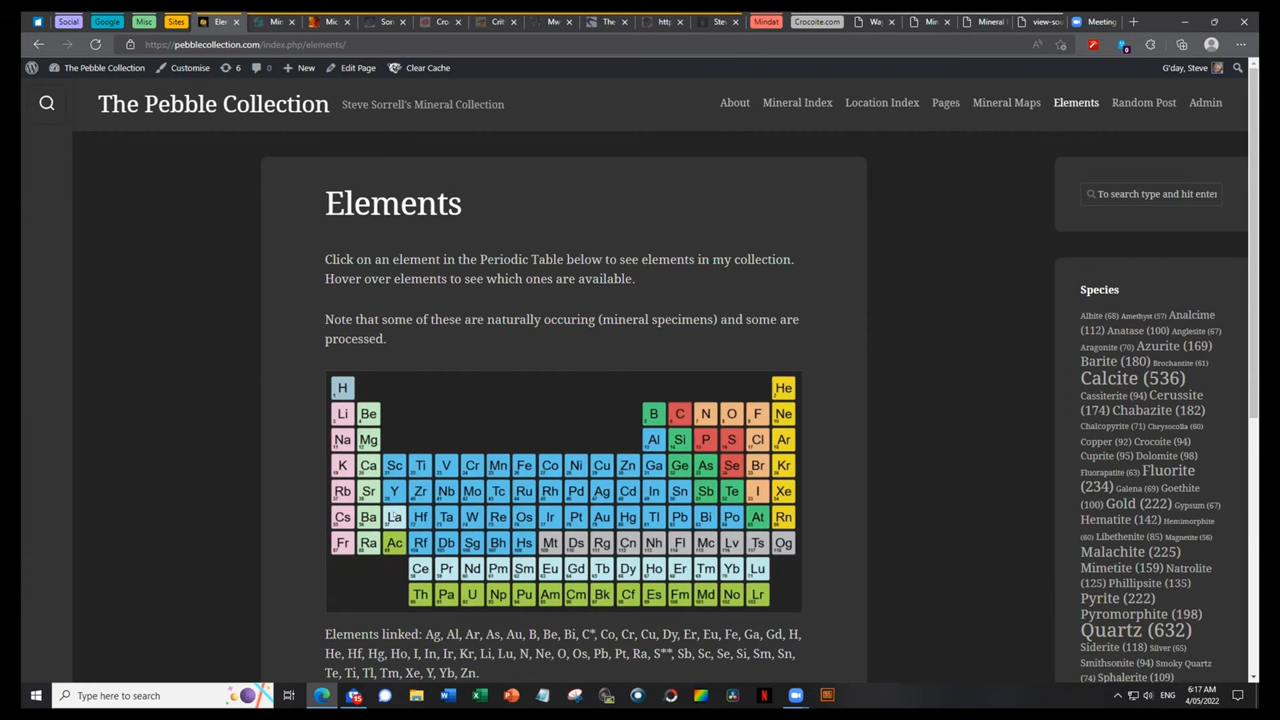 Social Google Misc Sites Ele Min Mic Sor Cro Crit Mw The http Stev Mindat Crocoite.com Way Min Mineral view-sou Meeting
https://pebblecollection.com/index.php/elements/
The Pebble Collection Customise 6 0 New Edit Page Clear Cache G'day, Steve
The Pebble Collection Steve Sorrell's Mineral Collection About Mineral Index Location Index Pages Mineral Maps Elements Random Post Admin
Elements
Click on an element in the Periodic Table below to see elements in my collection.
Hover over elements to see which ones are available.
Note that some of these are naturally occuring (mineral specimens) and some are
processed.
H He
Li Be B C N O F Ne
Na Mg Al Si P S Cl Ar
K Ca Sc Ti V Cr Mn Fe Co Ni Cu Zn Ga Ge As Se Br Kr
Rb Sr Y Zr Nb Mo Tc Ru Rh Pd Ag Cd In Sn Sb Te I Xe
Cs Ba La Hf Ta W Re Os Ir Pt Au Hg Tl Pb Bi Po At Rn
Fr Ra Ac Rf Db Sg Bh Hs Mt Ds Rg Cn Nh Fl Mc Lv Ts Og
Ce Pr Nd Pm Sm Eu Gd Tb Dy Ho Er Tm Yb Lu
Th Pa U Np Pu Am Cm Bk Cf Es Fm Md No Lr
Elements linked: Ag, Al, Ar, As, Au, B, Be, Bi, C*, Co, Cr, Cu, Dy, Er, Eu, Fe, Ga, Gd, H,
He, Hf, Hg, Ho, I, In, Ir, Kr, Li, Lu, N, Ne, O, Os, Pb, Pt, Ra, S**, Sb, Sc, Se, Si, Sm, Sn,
Te, Ti, Tl, Tm, Xe, Y, Yb, Zn.
To search type and hit enter
Species
Albite (68) Amethyst (57) Analcime
(112) Anatase (100) Anglesite (67)
Aragonite (70) Azurite (169)
Barite (180) Brochantite (61)
Calcite (536)
Cassiterite (94) Cerussite
(174) Chabazite (182)
Chalcopyrite (71) Chrysocolla (60)
Copper (92) Crocoite (94)
Cuprite (95) Dolomite (98)
Fluorapatite (63) Fluorite
(234) Galena (69) Goethite
(100) Gold (222) Gypsum (67)
Hematite (142) Hemimorphite
(60) Libethenite (85) Magnetite (56)
Malachite (225)
Mimetite (159) Natrolite
(125) Phillipsite (135)
Pyrite (222)
Pyromorphite (198)
Quartz (632)
Siderite (118) Silver (65)
Smithsonite (94) Smoky Quartz
(74) Sphalerite (109)
Type here to search 15 ENG 6:17 AM
4/05/2022